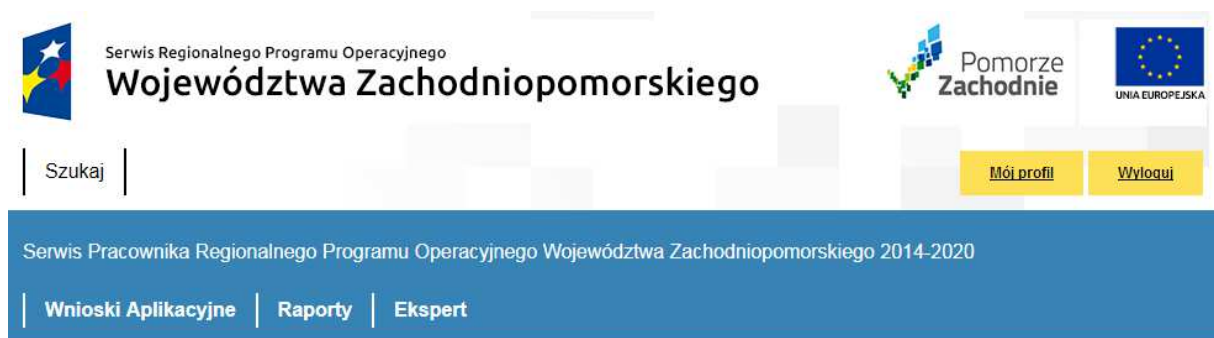 Serwis Regionalnego Programu Operacyjnego
Województwa Zachodniopomorskiego
Pomorze
Zachodnie
UNIA EUROPEJSKA
Szukaj
Mój profil
Wyloguj
Serwis Pracownika Regionalnego Programu Operacyjnego Województwa Zachodniopomorskiego 2014-2020
Wnioski Aplikacyjne
Raporty
Ekspert